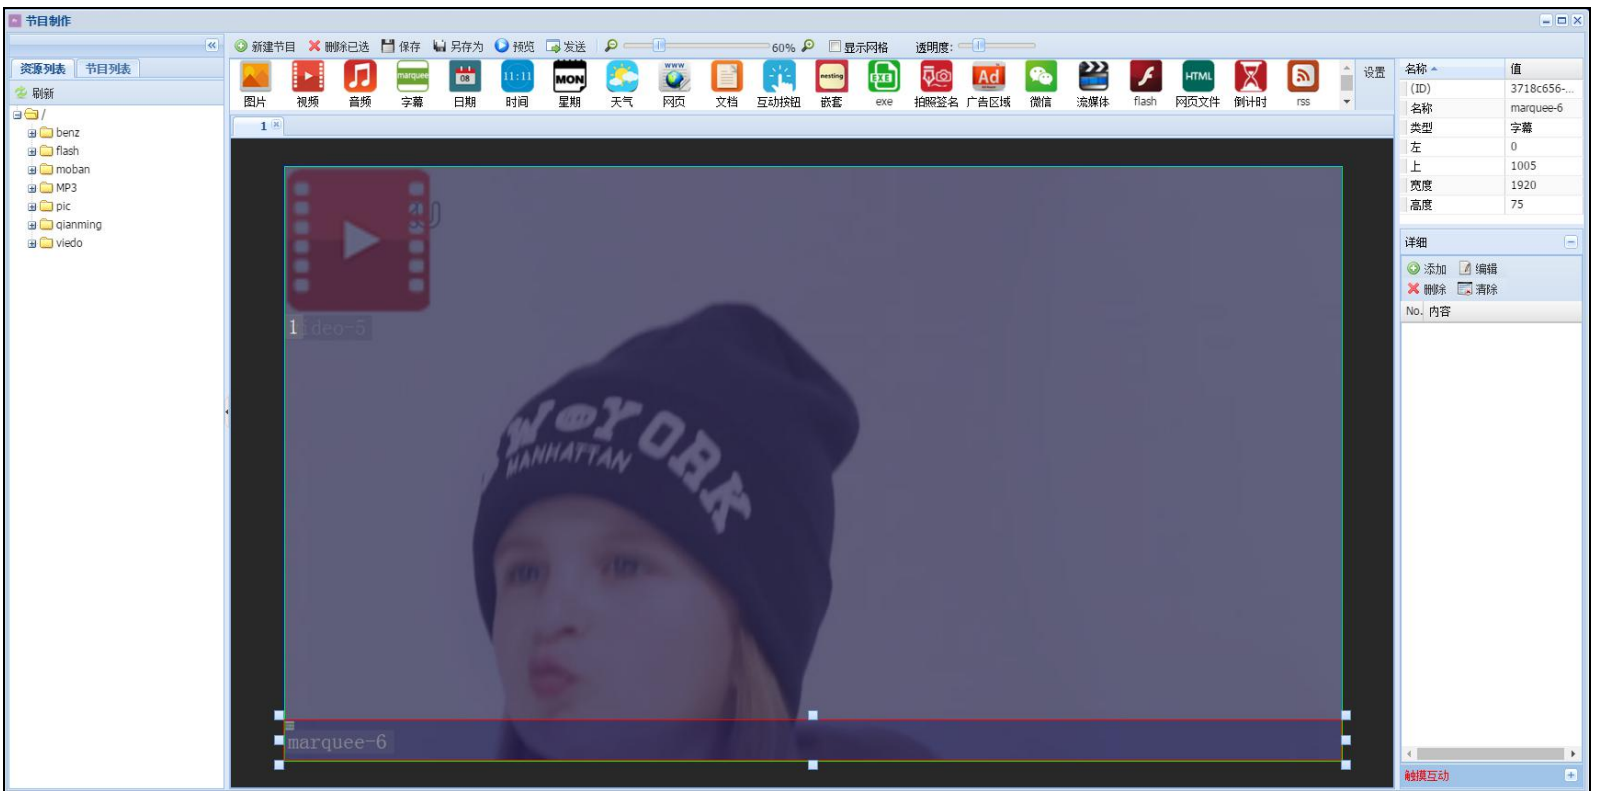 节目制作
资源列表 节目列表
刷新
/
benz
flash
moban
MP3
pic
qianming
viedo
新建节目 删除已选 保存 另存为 预览 发送 60% 显示网格 透明度:
marquee 08 11:11 MON www nesting EXE Ad HTML
图片 视频 音频 字幕 日期 时间 星期 天气 网页 文档 互动按钮 嵌套 exe 拍照签名 广告区域 微信 流媒体 flash 网页文件 倒计时 rss
设置
1
1 ideo-5
W YORK
MANHATTAN
marquee-6
名称 值
(ID) 3718c656-...
名称 marquee-6
类型 字幕
左 0
上 1005
宽度 1920
高度 75
详细
添加 编辑
删除 清除
No. 内容
触摸互动